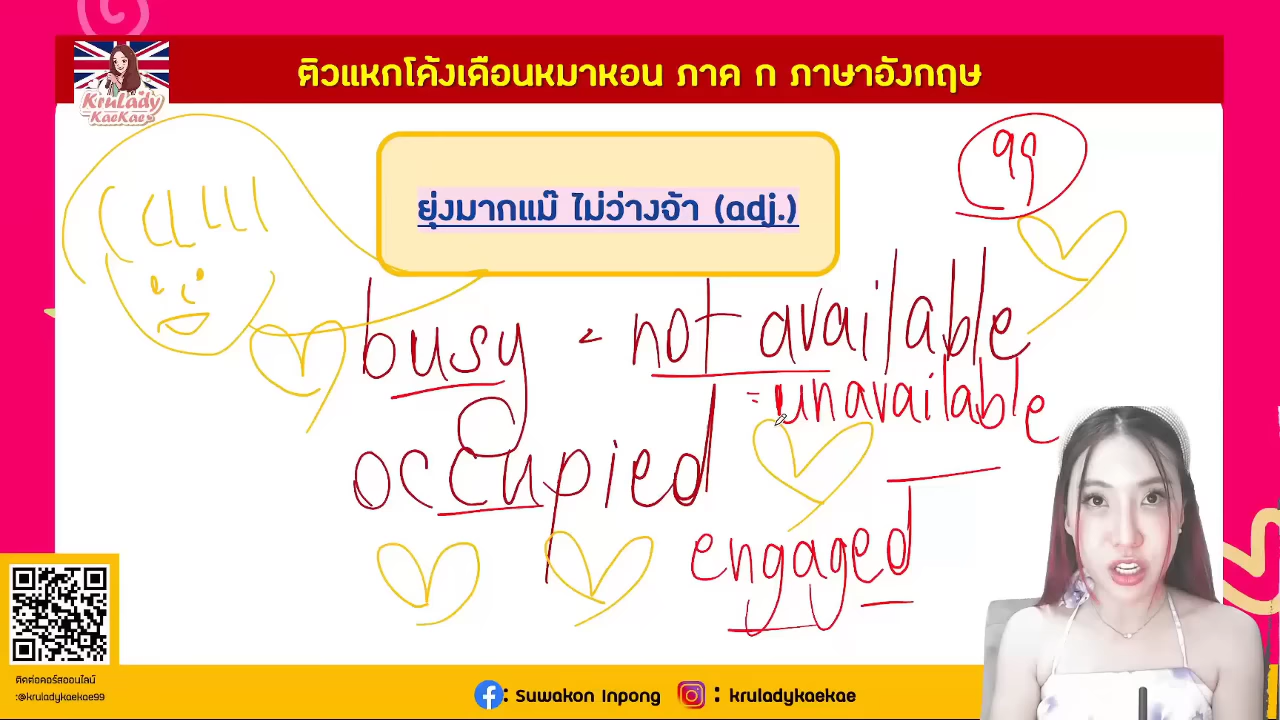 ติวแหกโค้งเดือนหมาหอน ภาค ก ภาษาอังกฤษ
KruLady
KaeKae
ยุ่งมากแม๊ ไม่ว่างจ้า (adj.)
busy = not available
= unavailable
occupied
engaged
ติดต่อคอร์สออนไลน์
:@kruladykaekae99
: Suwakon Inpong
: kruladykaekae